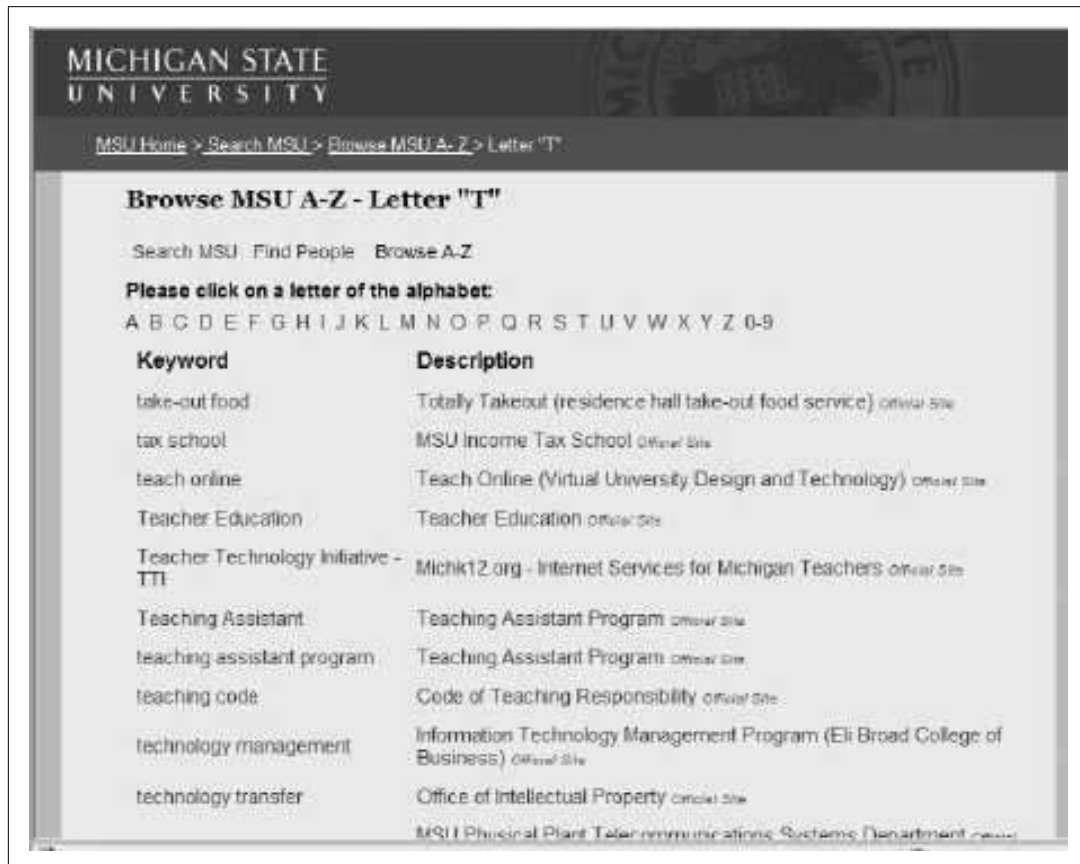 MICHIGAN STATE
UNIVERSITY
MSU Home > Search MSU > Browse MSU A-Z > Letter "T"
Browse MSU A-Z - Letter "T"
Search MSU Find People Browse A-Z
Please click on a letter of the alphabet:
A B C D E F G H I J K L M N O P Q R S T U V W X Y Z 0-9
Keyword Description
take-out food Totally Takeout (residence hall take-out food service) Official Site
tax school MSU Income Tax School Official Site
teach online Teach Online (Virtual University Design and Technology) Official Site
Teacher Education Teacher Education Official Site
Teacher Technology Initiative -
TTI
Michk12.org - Internet Services for Michigan Teachers Official Site
Teaching Assistant Teaching Assistant Program Official Site
teaching assistant program Teaching Assistant Program Official Site
teaching code Code of Teaching Responsibility Official Site
technology management
Information Technology Management Program (Eli Broad College of
Business) Official Site
technology transfer Office of Intellectual Property Official Site
MSU Physical Plant Telecommunications Systems Department Official